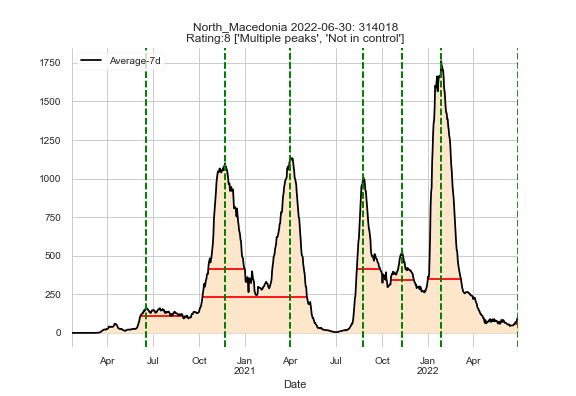 North_Macedonia 2022-06-30: 314018
Rating:8 ['Multiple peaks', 'Not in control']
Average-7d
1750
1500
1250
1000
750
500
250
0
Apr Jul Oct Jan Apr Jul Oct Jan Apr
2021 2022
Date